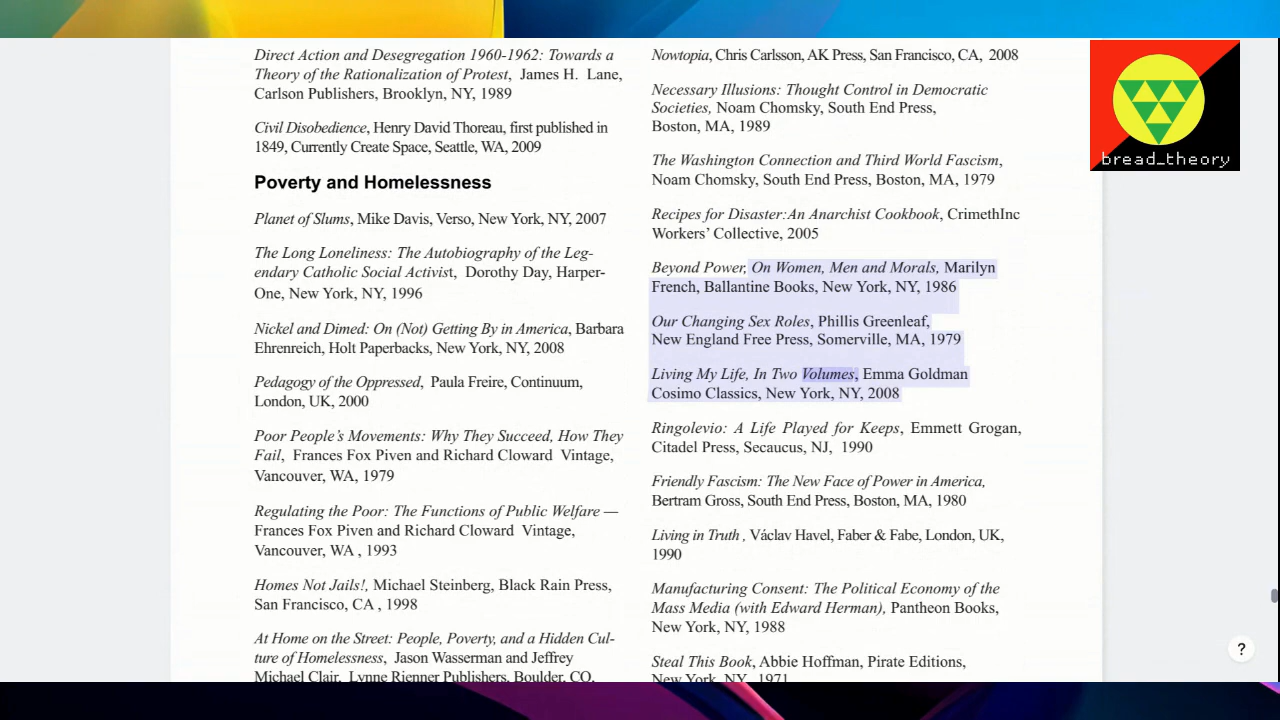 Direct Action and Desegregation 1960-1962: Towards a
Theory of the Rationalization of Protest, James H. Lane,
Carlson Publishers, Brooklyn, NY, 1989
Civil Disobedience, Henry David Thoreau, first published in
1849, Currently Create Space, Seattle, WA, 2009
Poverty and Homelessness
Planet of Slums, Mike Davis, Verso, New York, NY, 2007
The Long Loneliness: The Autobiography of the Leg-
endary Catholic Social Activist, Dorothy Day, Harper-
One, New York, NY, 1996
Nickel and Dimed: On (Not) Getting By in America, Barbara
Ehrenreich, Holt Paperbacks, New York, NY, 2008
Pedagogy of the Oppressed, Paula Freire, Continuum,
London, UK, 2000
Poor People's Movements: Why They Succeed, How They
Fail, Frances Fox Piven and Richard Cloward Vintage,
Vancouver, WA, 1979
Regulating the Poor: The Functions of Public Welfare —
Frances Fox Piven and Richard Cloward Vintage,
Vancouver, WA , 1993
Homes Not Jails!, Michael Steinberg, Black Rain Press,
San Francisco, CA , 1998
At Home on the Street: People, Poverty, and a Hidden Cul-
ture of Homelessness, Jason Wasserman and Jeffrey
Michael Clair, Lynne Rienner Publishers, Boulder, CO,
Nowtopia, Chris Carlsson, AK Press, San Francisco, CA, 2008
Necessary Illusions: Thought Control in Democratic
Societies, Noam Chomsky, South End Press,
Boston, MA, 1989
The Washington Connection and Third World Fascism,
Noam Chomsky, South End Press, Boston, MA, 1979
Recipes for Disaster:An Anarchist Cookbook, CrimethInc
Workers' Collective, 2005
Beyond Power, On Women, Men and Morals, Marilyn
French, Ballantine Books, New York, NY, 1986
Our Changing Sex Roles, Phillis Greenleaf,
New England Free Press, Somerville, MA, 1979
Living My Life, In Two Volumes, Emma Goldman
Cosimo Classics, New York, NY, 2008
Ringolevio: A Life Played for Keeps, Emmett Grogan,
Citadel Press, Secaucus, NJ, 1990
Friendly Fascism: The New Face of Power in America,
Bertram Gross, South End Press, Boston, MA, 1980
Living in Truth , Václav Havel, Faber & Fabe, London, UK,
1990
Manufacturing Consent: The Political Economy of the
Mass Media (with Edward Herman), Pantheon Books,
New York, NY, 1988
Steal This Book, Abbie Hoffman, Pirate Editions,
New York, NY, 1971
bread_theory
?